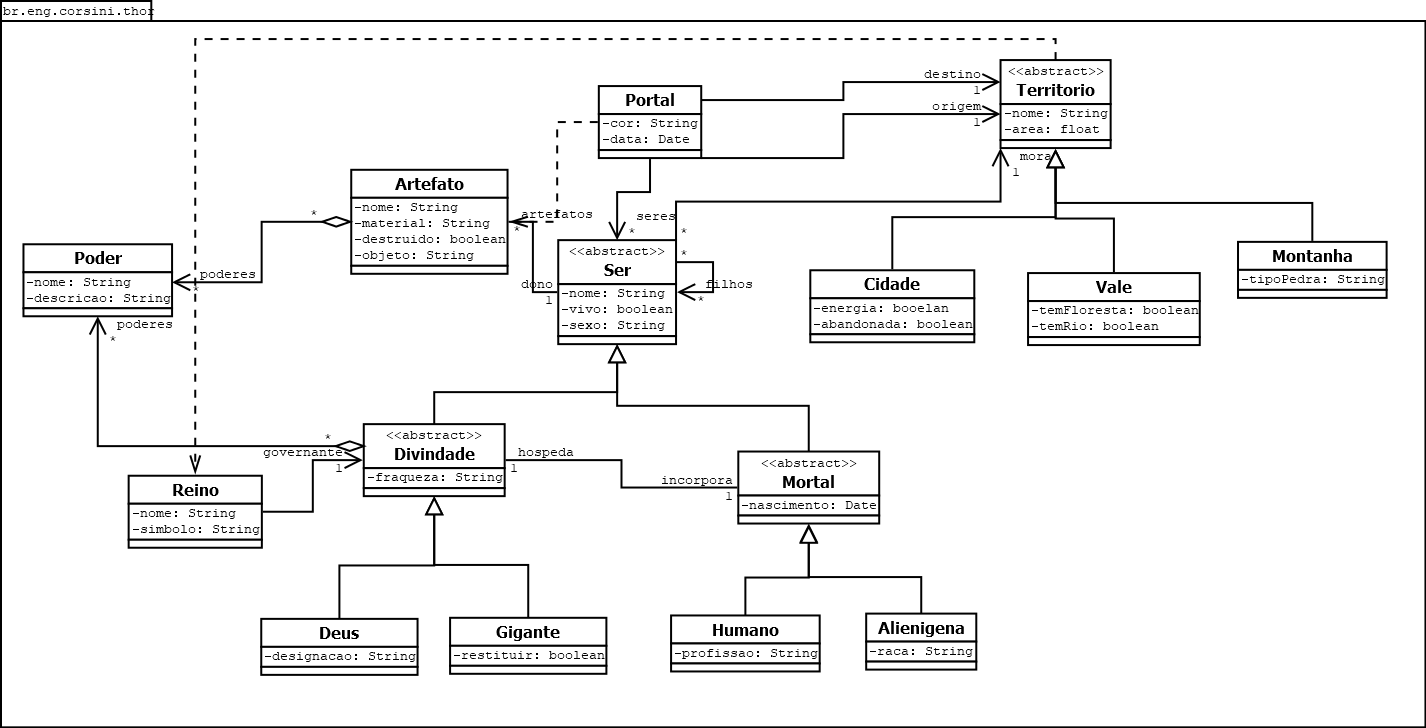 br.eng.corsini.thor
Portal
-cor: String
-data: Date
destino
1
origem
1
<<abstract>>
Territorio
-nome: String
-area: float
mora
1
Artefato
-nome: String
-material: String
-destruido: boolean
-objeto: String
*
artefatos
*
seres
*
*
Poder
-nome: String
-descricao: String
poderes
*
poderes
*
<<abstract>>
Ser
-nome: String
-vivo: boolean
-sexo: String
dono
1
*
filhos
*
Cidade
-energia: booelan
-abandonada: boolean
Vale
-temFloresta: boolean
-temRio: boolean
Montanha
-tipoPedra: String
<<abstract>>
Divindade
-fraqueza: String
*
governante
1
hospeda
1
incorpora
1
<<abstract>>
Mortal
-nascimento: Date
Reino
-nome: String
-simbolo: String
Deus
-designacao: String
Gigante
-restituir: boolean
Humano
-profissao: String
Alienigena
-raca: String